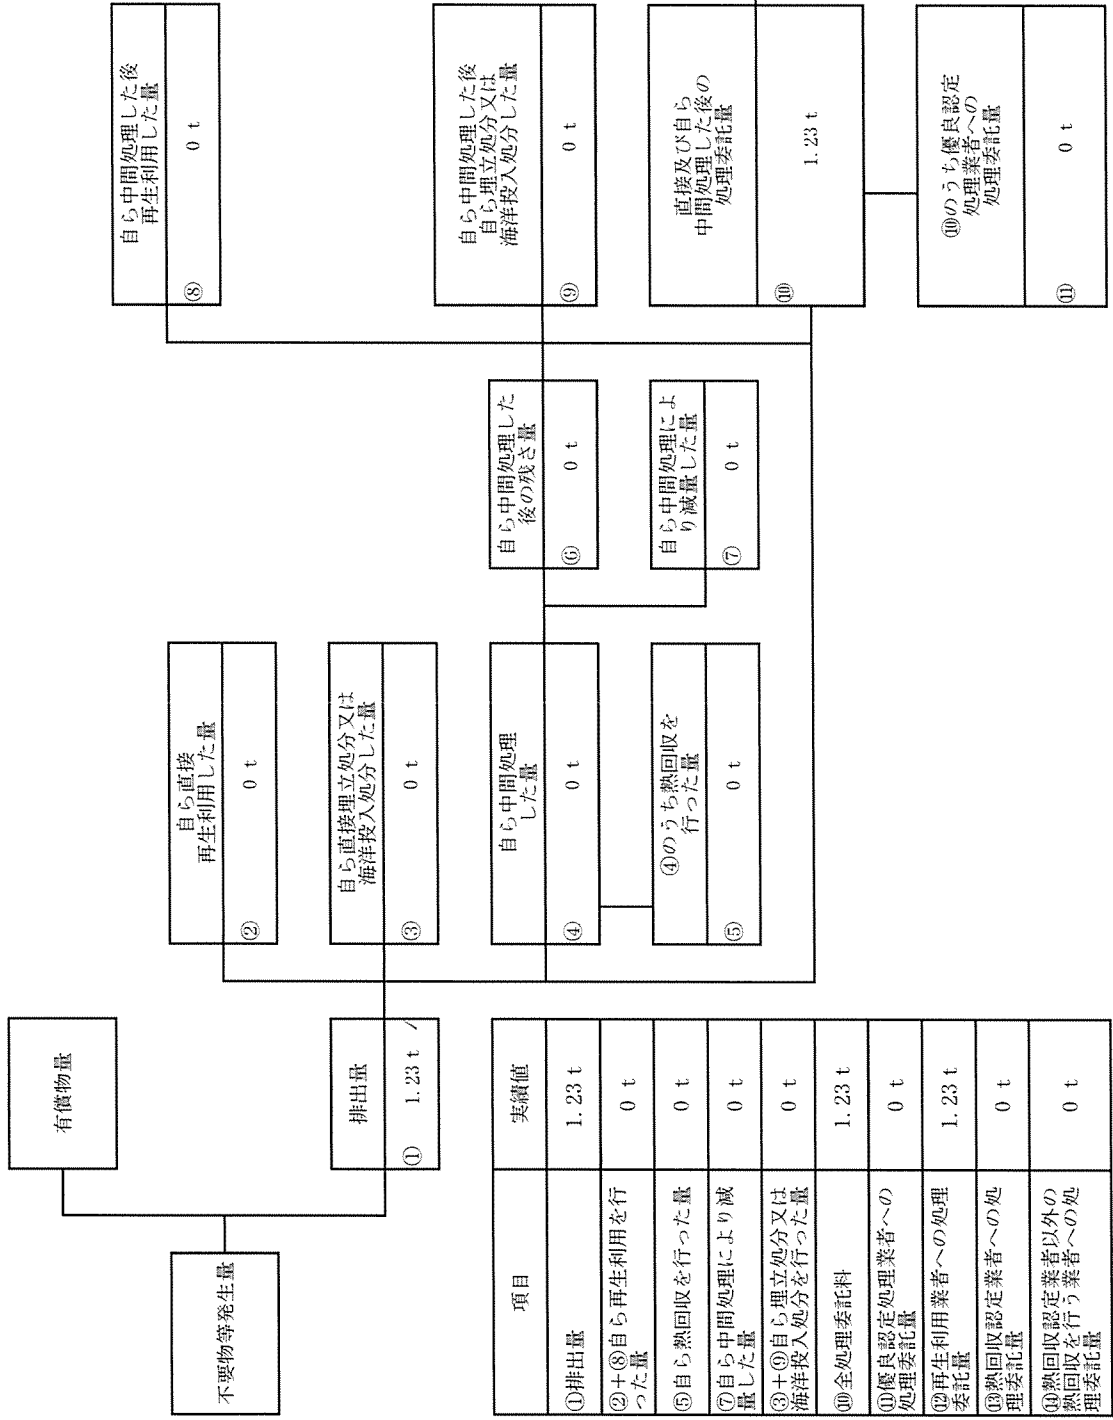 不要物等発生量
有償物量
排出量
① 1.23 t
自ら直接
再生利用した量
② 0 t
自ら直接埋立処分又は
海洋投入処分した量
③ 0 t
自ら中間処理
した量
④ 0 t
④のうち熱回収を
行った量
⑤ 0 t
自ら中間処理した
後の残さ量
⑥ 0 t
自ら中間処理によ
り減量した量
⑦ 0 t
自ら中間処理した後
再生利用した量
⑧ 0 t
自ら中間処理した後
自ら埋立処分又は
海洋投入処分した量
⑨ 0 t
直接及び自ら
中間処理した後の
処理委託量
⑩ 1.23 t
⑩のうち優良認定
処理業者への
処理委託量
⑪ 0 t
項目 実績値
①排出量 1.23 t
②+⑧自ら再生利用を行
った量 0 t
⑤自ら熱回収を行った量 0 t
⑦自ら中間処理により減
量した量 0 t
③+⑨自ら埋立処分又は
海洋投入処分を行った量 0 t
⑩全処理委託料 1.23 t
⑪優良認定処理業者への
処理委託量 0 t
⑫再生利用業者への処理
委託量 1.23 t
⑬熱回収認定業者への処
理委託量 0 t
⑭熱回収認定業者以外の
熱回収を行う業者への処
理委託量 0 t